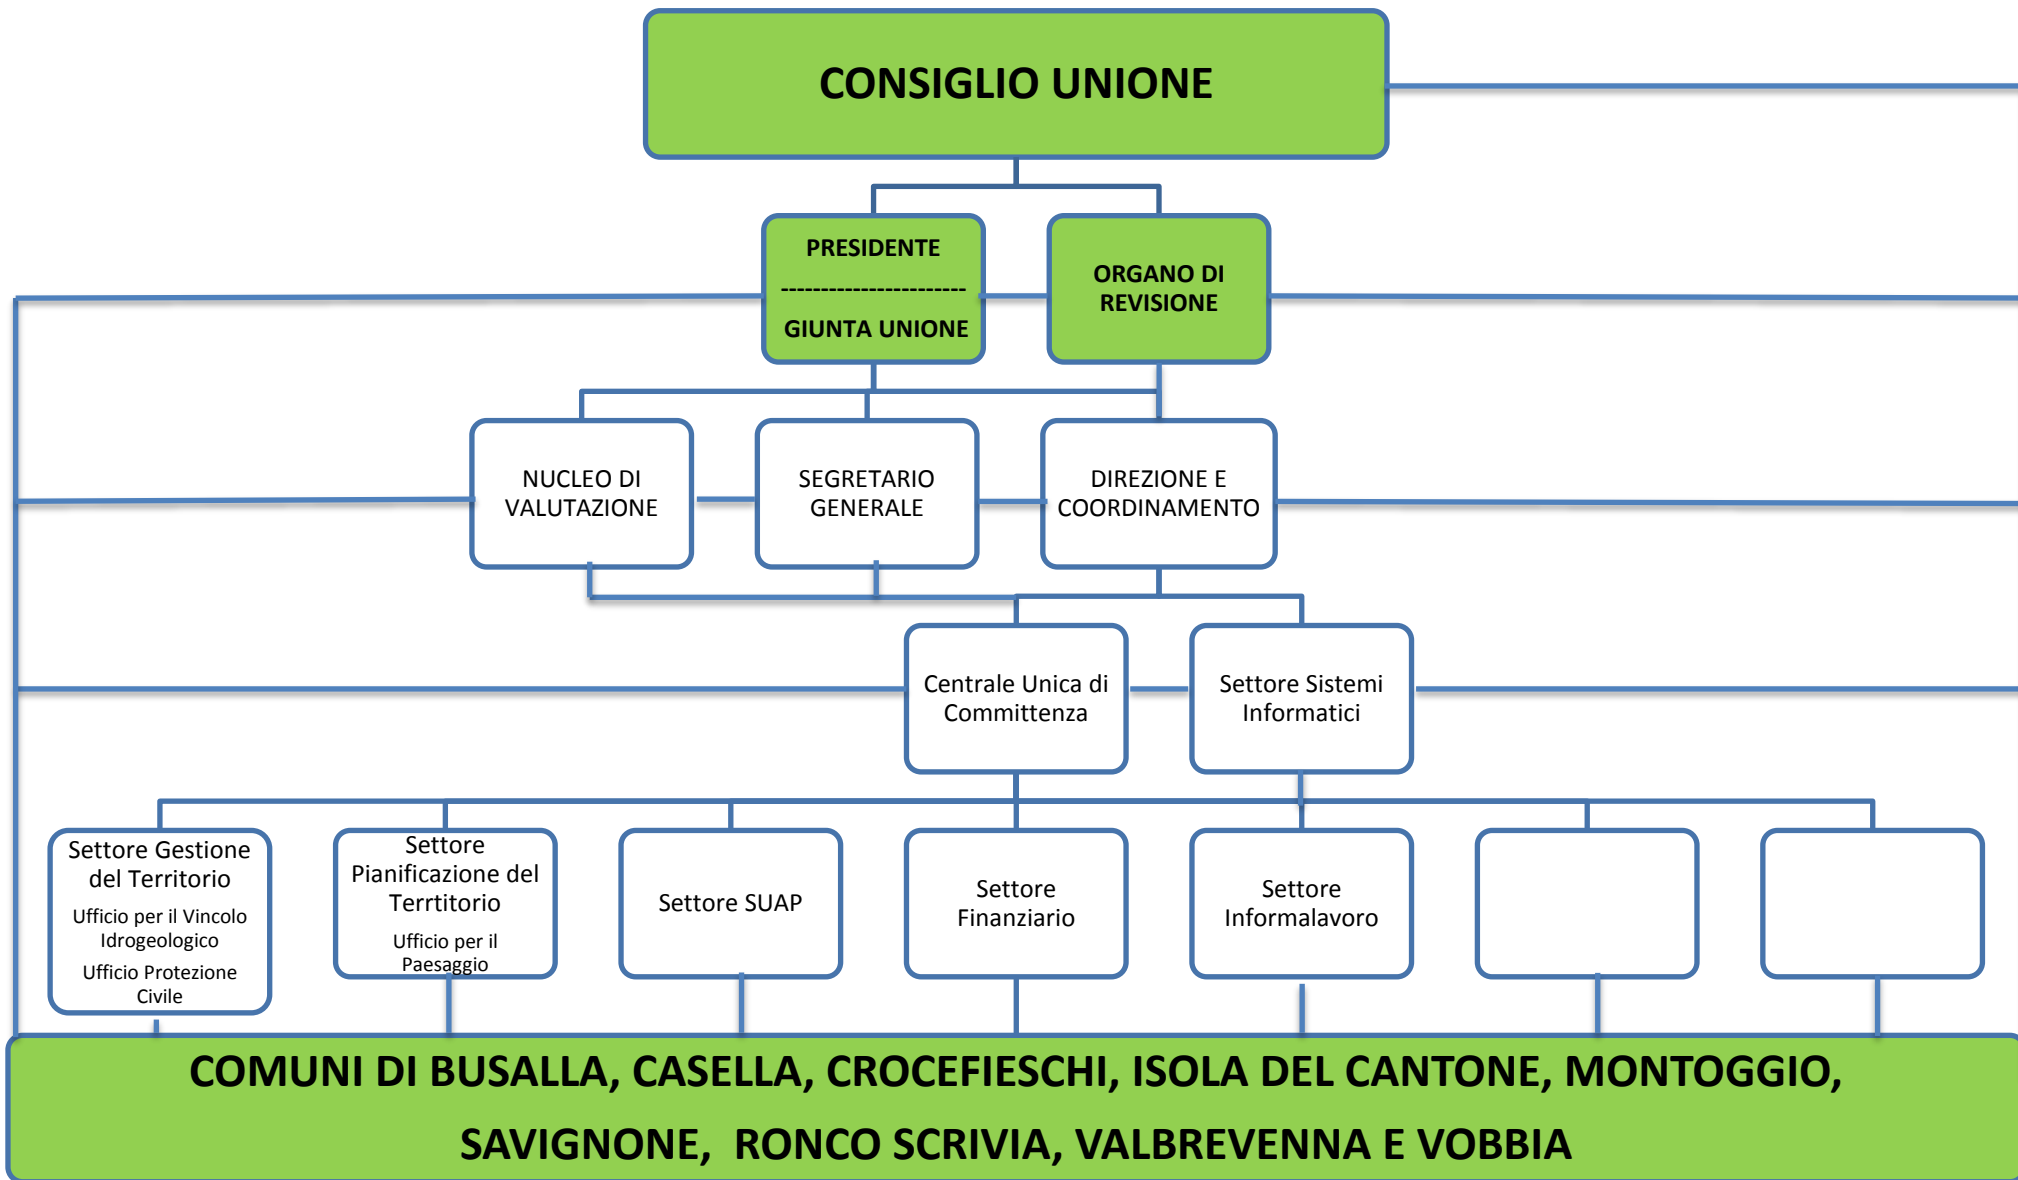 CONSIGLIO UNIONE
PRESIDENTE
-----------------------
GIUNTA UNIONE
ORGANO DI
REVISIONE
NUCLEO DI
VALUTAZIONE
SEGRETARIO
GENERALE
DIREZIONE E
COORDINAMENTO
Centrale Unica di
Committenza
Settore Sistemi
Informatici
Settore Gestione
del Territorio
Ufficio per il Vincolo
Idrogeologico
Ufficio Protezione
Civile
Settore
Pianificazione del
Terrtitorio
Ufficio per il
Paesaggio
Settore SUAP
Settore
Finanziario
Settore
Informalavoro
COMUNI DI BUSALLA, CASELLA, CROCEFIESCHI, ISOLA DEL CANTONE, MONTOGGIO,
SAVIGNONE, RONCO SCRIVIA, VALBREVENNA E VOBBIA